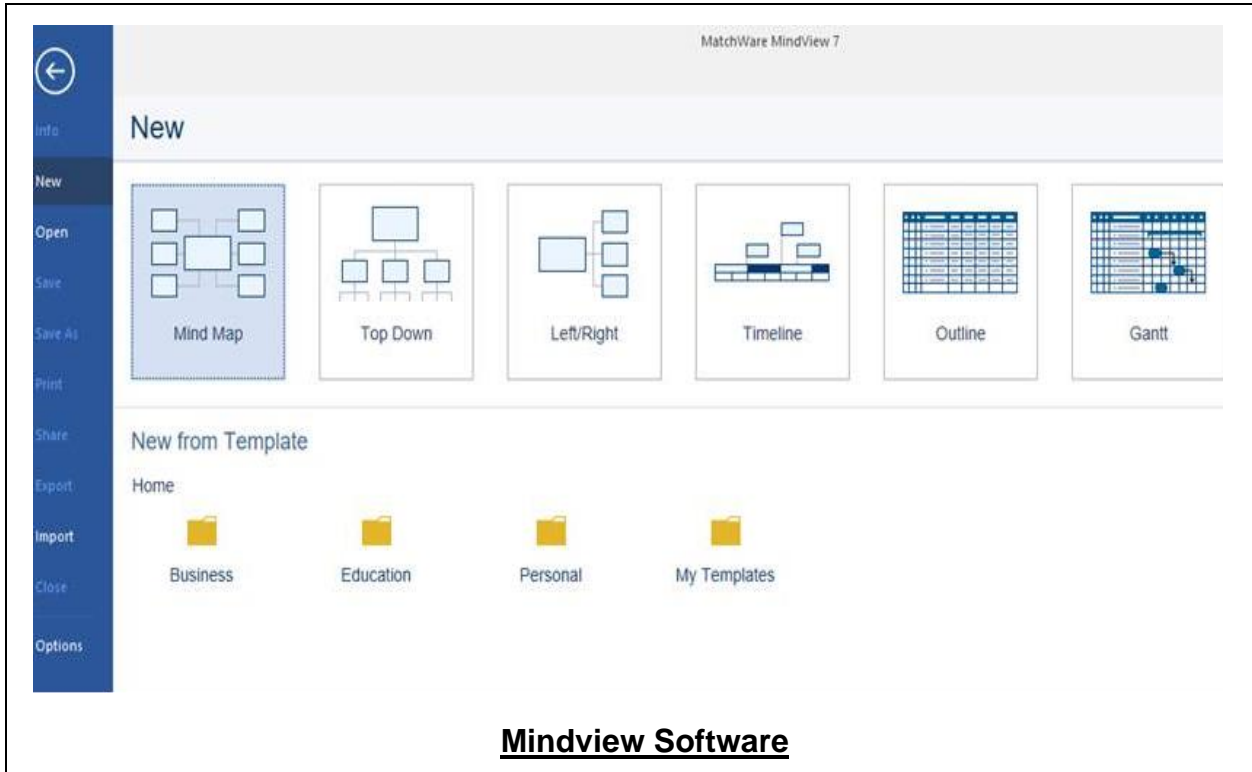 MatchWare MindView 7
Info
New
Open
Save
Save As
Print
Share
Export
Import
Close
Options
New
Mind Map
Top Down
Left/Right
Timeline
Outline
Gantt
New from Template
Home
Business
Education
Personal
My Templates
Mindview Software